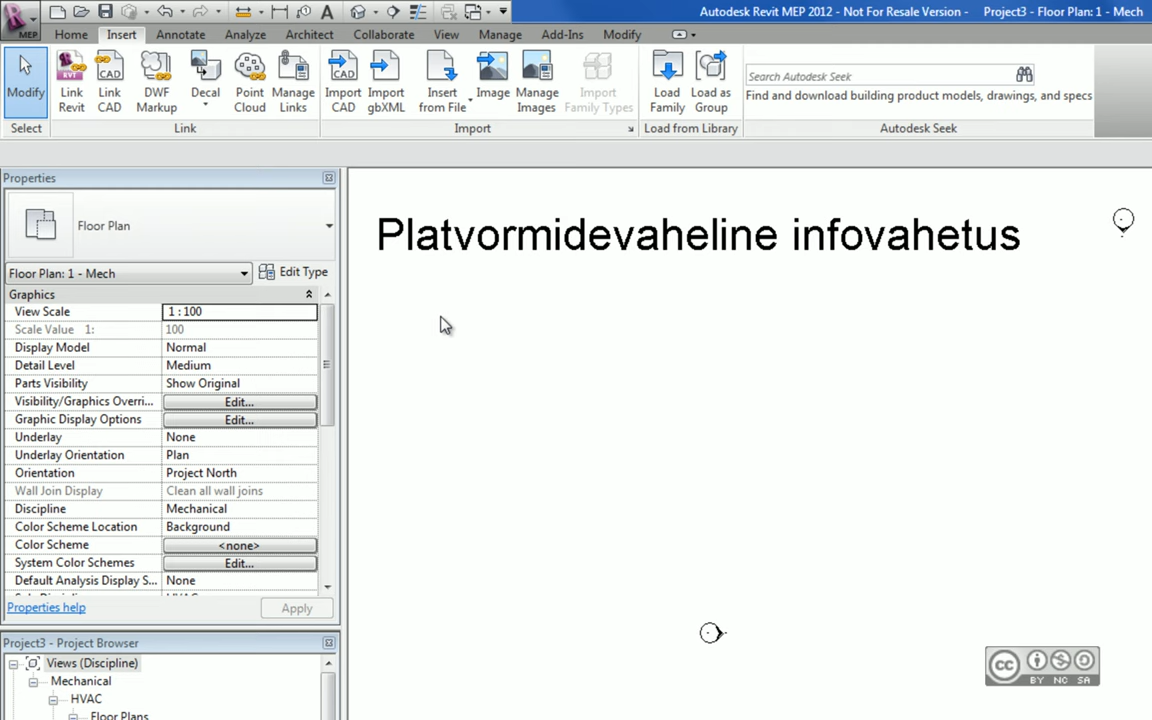 Autodesk Revit MEP 2012 - Not For Resale Version - Project3 - Floor Plan: 1 - Mech
MEP
Home Insert Annotate Analyze Architect Collaborate View Manage Add-Ins Modify
Modify
Link Revit
Link CAD
DWF Markup
Decal
Point Cloud
Manage Links
Import CAD
Import gbXML
Insert from File
Image
Manage Images
Import Family Types
Load Family
Load as Group
Search Autodesk Seek
Find and download building product models, drawings, and specs
Select Link Import Load from Library Autodesk Seek
Properties
Floor Plan
Floor Plan: 1 - Mech Edit Type
Graphics
View Scale 1 : 100
Scale Value 1: 100
Display Model Normal
Detail Level Medium
Parts Visibility Show Original
Visibility/Graphics Overri... Edit...
Graphic Display Options Edit...
Underlay None
Underlay Orientation Plan
Orientation Project North
Wall Join Display Clean all wall joins
Discipline Mechanical
Color Scheme Location Background
Color Scheme <none>
System Color Schemes Edit...
Default Analysis Display S... None
Properties help Apply
Project3 - Project Browser
Views (Discipline)
Mechanical
HVAC
Floor Plans
Platvormidevaheline infovahetus
cc
BY NC SA